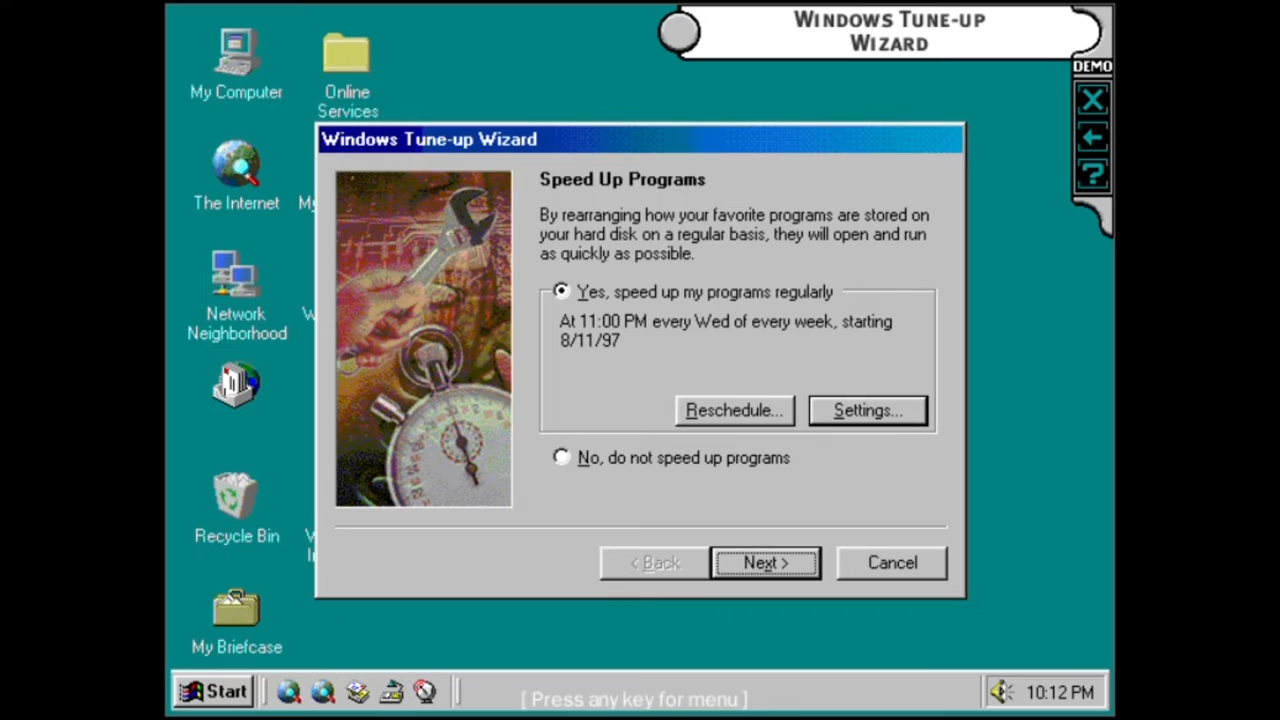 WINDOWS TUNE-UP
WIZARD
DEMO
My Computer
Online
Services
The Internet
Network
Neighborhood
Recycle Bin
My Briefcase
Windows Tune-up Wizard
Speed Up Programs
By rearranging how your favorite programs are stored on
your hard disk on a regular basis, they will open and run
as quickly as possible.
Yes, speed up my programs regularly
At 11:00 PM every Wed of every week, starting
8/11/97
Reschedule... Settings...
No, do not speed up programs
< Back Next > Cancel
Start [ Press any key for menu ] 10:12 PM